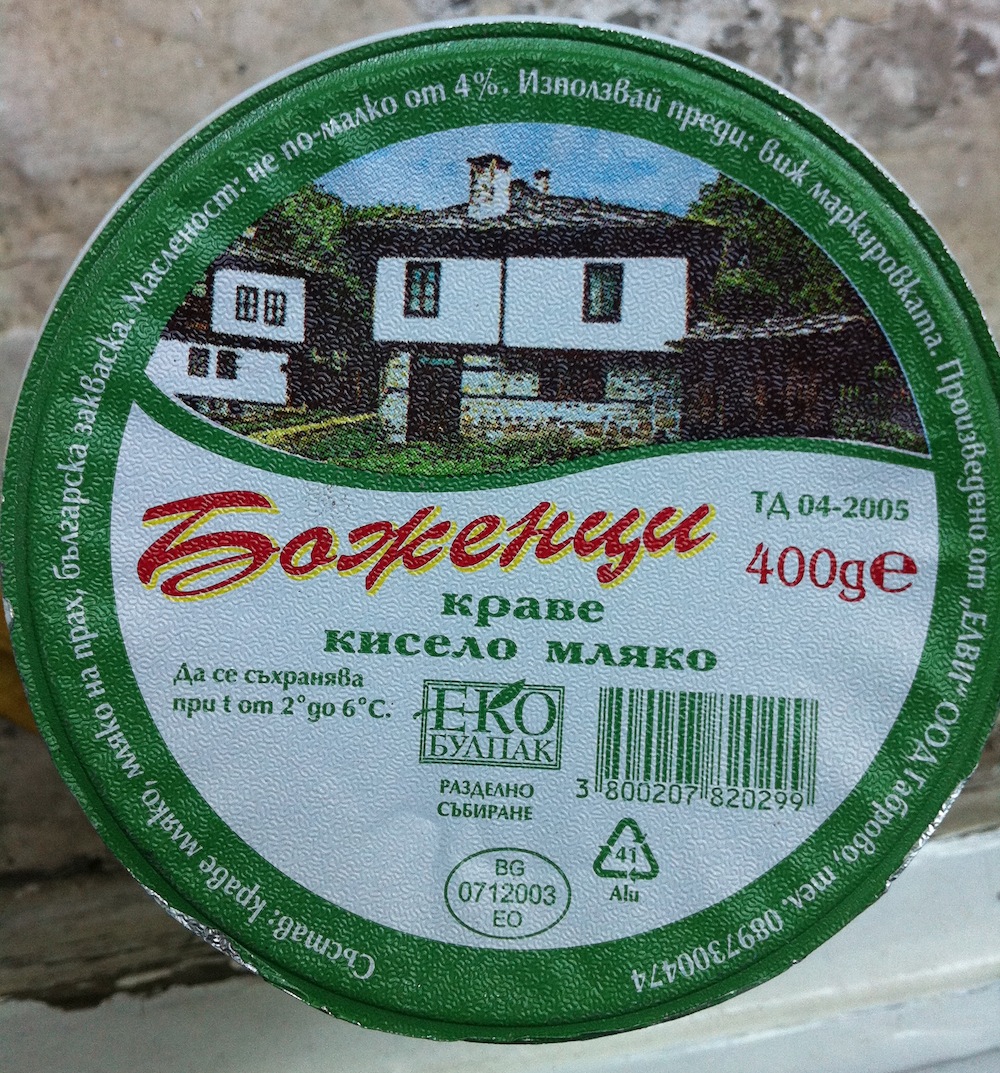 Състав: краве мляко, мляко на прах, българска закваска. Масленост: не по-малко от 4%. Използвай преди: виж маркировката. Произведено от „ЕЛВИ" ООД Габрово, тел. 0897300474
Боженци
ТД 04-2005
400g℮
краве
кисело мляко
Да се съхранява
при t от 2° до 6°С.
ЕКО
БУЛПАК
РАЗДЕЛНО
СЪБИРАНЕ
3 800207 820299
41
Alu
BG
0712003
EO